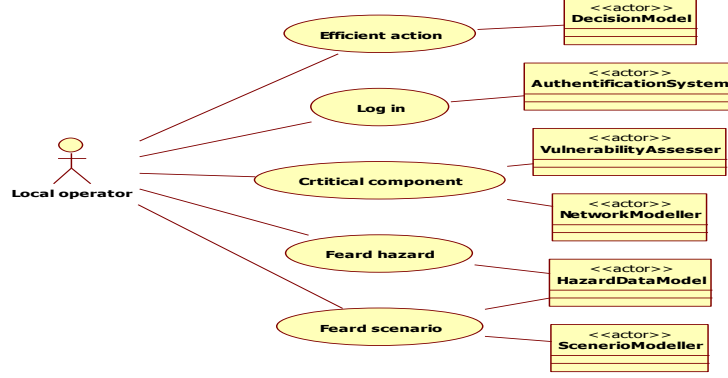 <<actor>>
DecisionModel
Efficient action
<<actor>>
AuthentificationSystem
Log in
<<actor>>
VulnerabilityAssesser
Crtitical component
Local operator
<<actor>>
NetworkModeller
Feard hazard
<<actor>>
HazardDataModel
Feard scenario
<<actor>>
ScenerioModeller